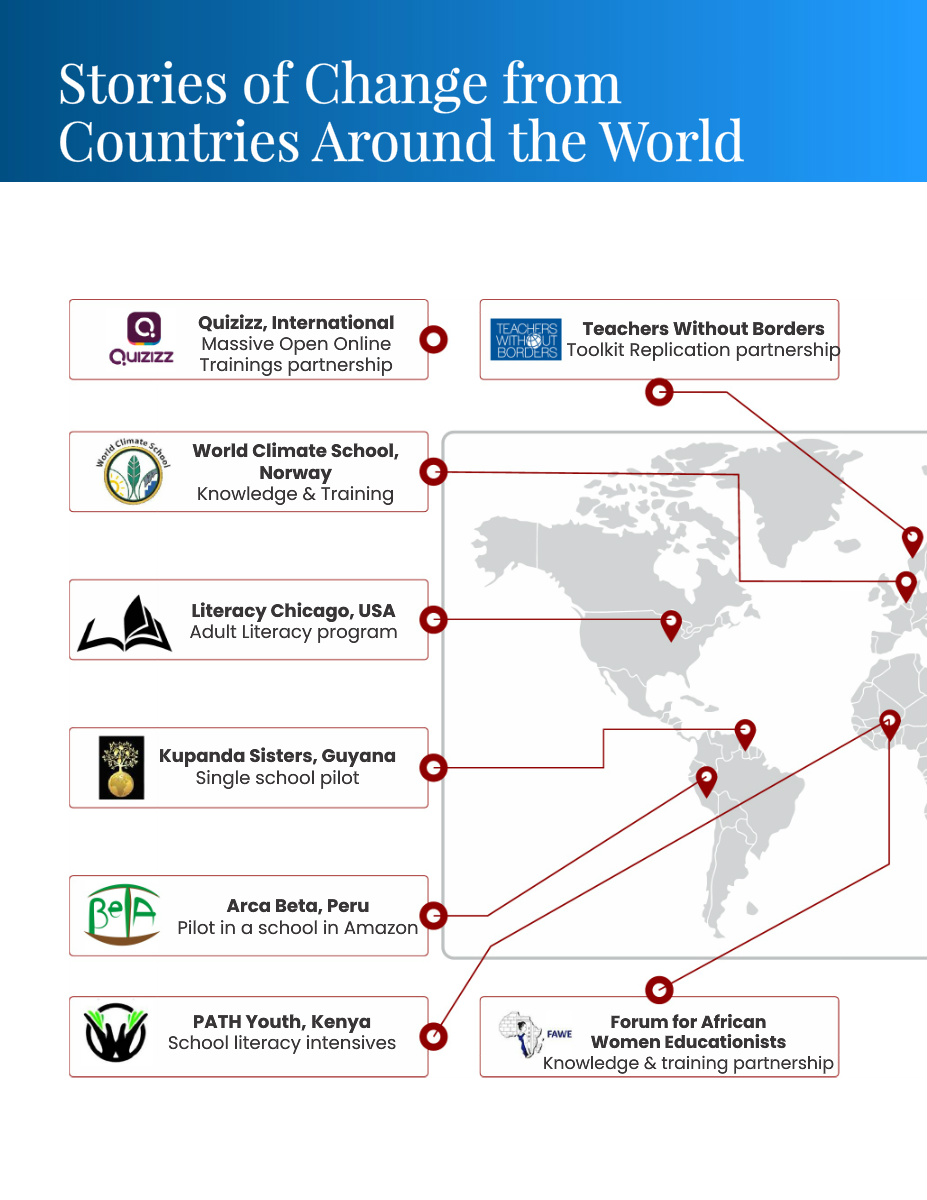 Stories of Change from
Countries Around the World
Quizizz
Quizizz, International
Massive Open Online
Trainings partnership
TEACHERS
WITHOUT
BORDERS
Teachers Without Borders
Toolkit Replication partnership
World Climate School
World Climate School,
Norway
Knowledge & Training
Literacy Chicago, USA
Adult Literacy program
Kupanda Sisters, Guyana
Single school pilot
BeTA
Arca Beta, Peru
Pilot in a school in Amazon
PATH Youth, Kenya
School literacy intensives
FAWE
Forum for African
Women Educationists
Knowledge & training partnership